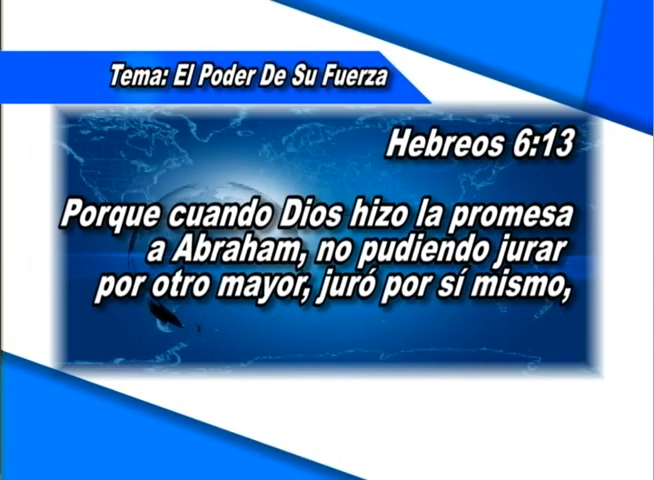 Tema: El Poder De Su Fuerza
Hebreos 6:13
Porque cuando Dios hizo la promesa
a Abraham, no pudiendo jurar
por otro mayor, juró por sí mismo,